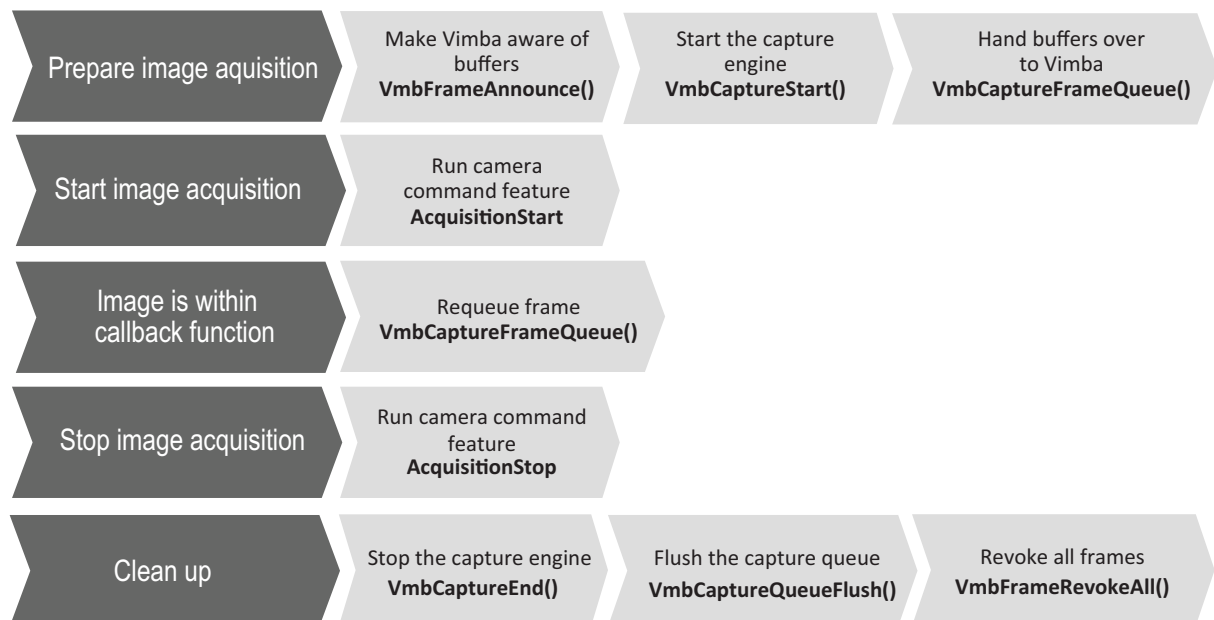 Prepare image aquisition
Make Vimba aware of
buffers
VmbFrameAnnounce()
Start the capture
engine
VmbCaptureStart()
Hand buffers over
to Vimba
VmbCaptureFrameQueue()
Start image acquisition
Run camera
command feature
AcquisitionStart
Image is within
callback function
Requeue frame
VmbCaptureFrameQueue()
Stop image acquisition
Run camera command
feature
AcquisitionStop
Clean up
Stop the capture engine
VmbCaptureEnd()
Flush the capture queue
VmbCaptureQueueFlush()
Revoke all frames
VmbFrameRevokeAll()